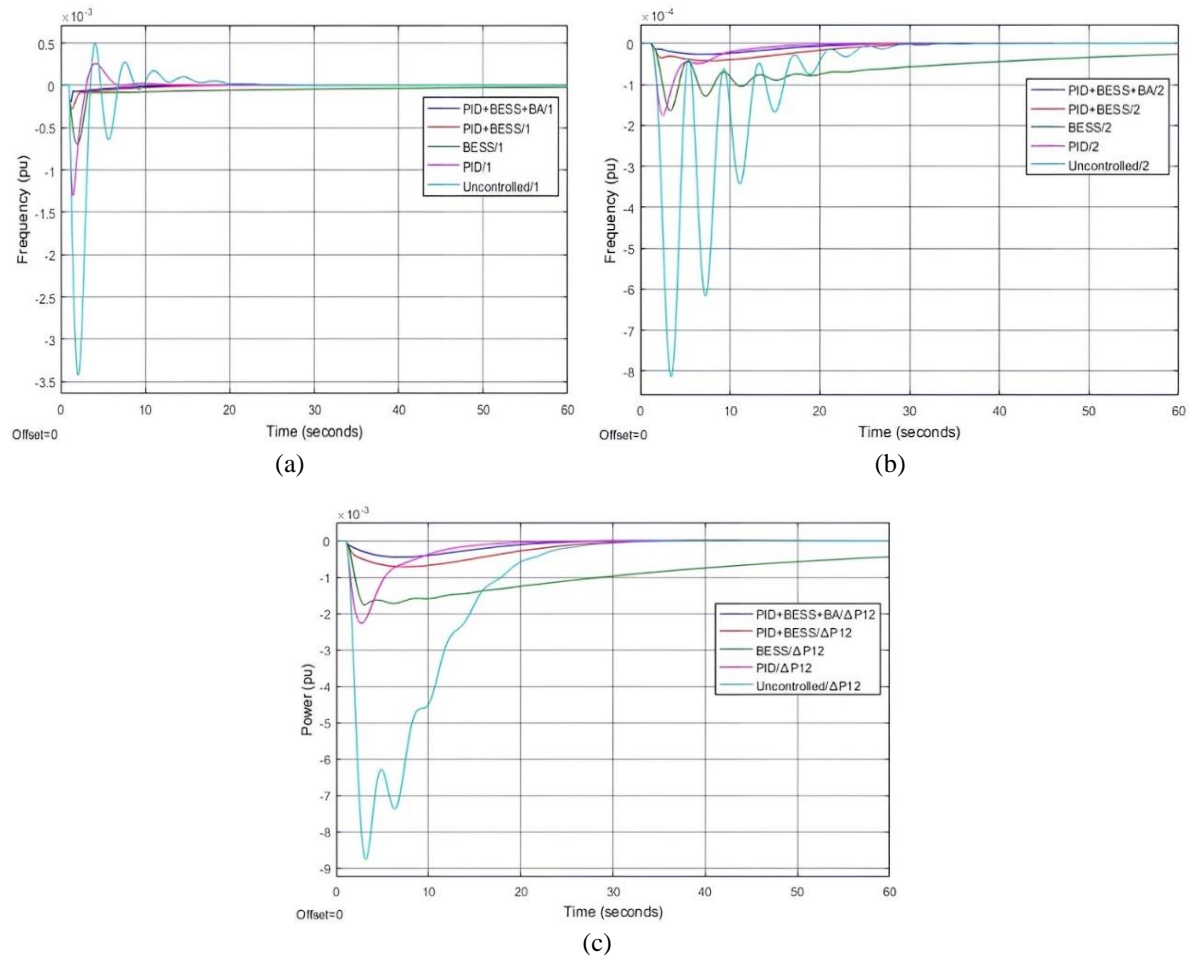 ×10⁻³
0.5
0
-0.5
-1
-1.5
-2
-2.5
-3
-3.5
Frequency (pu)
PID+BESS+BA/1
PID+BESS/1
BESS/1
PID/1
Uncontrolled/1
0 10 20 30 40 50 60
Offset=0
Time (seconds)
(a)
×10⁻⁴
0
-1
-2
-3
-4
-5
-6
-7
-8
Frequency (pu)
PID+BESS+BA/2
PID+BESS/2
BESS/2
PID/2
Uncontrolled/2
0 10 20 30 40 50 60
Offset=0
Time (seconds)
(b)
×10⁻³
0
-1
-2
-3
-4
-5
-6
-7
-8
-9
Power (pu)
PID+BESS+BA/ΔP12
PID+BESS/ΔP12
BESS/ΔP12
PID/ΔP12
Uncontrolled/ΔP12
0 10 20 30 40 50 60
Offset=0
Time (seconds)
(c)